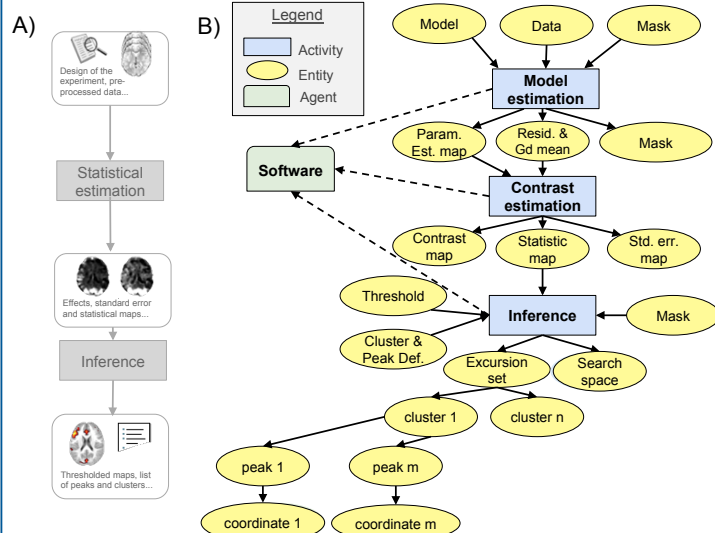 A)
Design of the
experiment, pre-
processed data...
Statistical
estimation
Effects, standard error
and statistical maps...
Inference
Thresholded maps, list
of peaks and clusters...
B)
Legend
Activity
Entity
Agent
Model
Data
Mask
Model
estimation
Param.
Est. map
Resid. &
Gd mean
Mask
Software
Contrast
estimation
Contrast
map
Statistic
map
Std. err.
map
Threshold
Inference
Mask
Cluster &
Peak Def.
Excursion
set
Search
space
cluster 1
cluster n
peak 1
peak m
coordinate 1
coordinate m